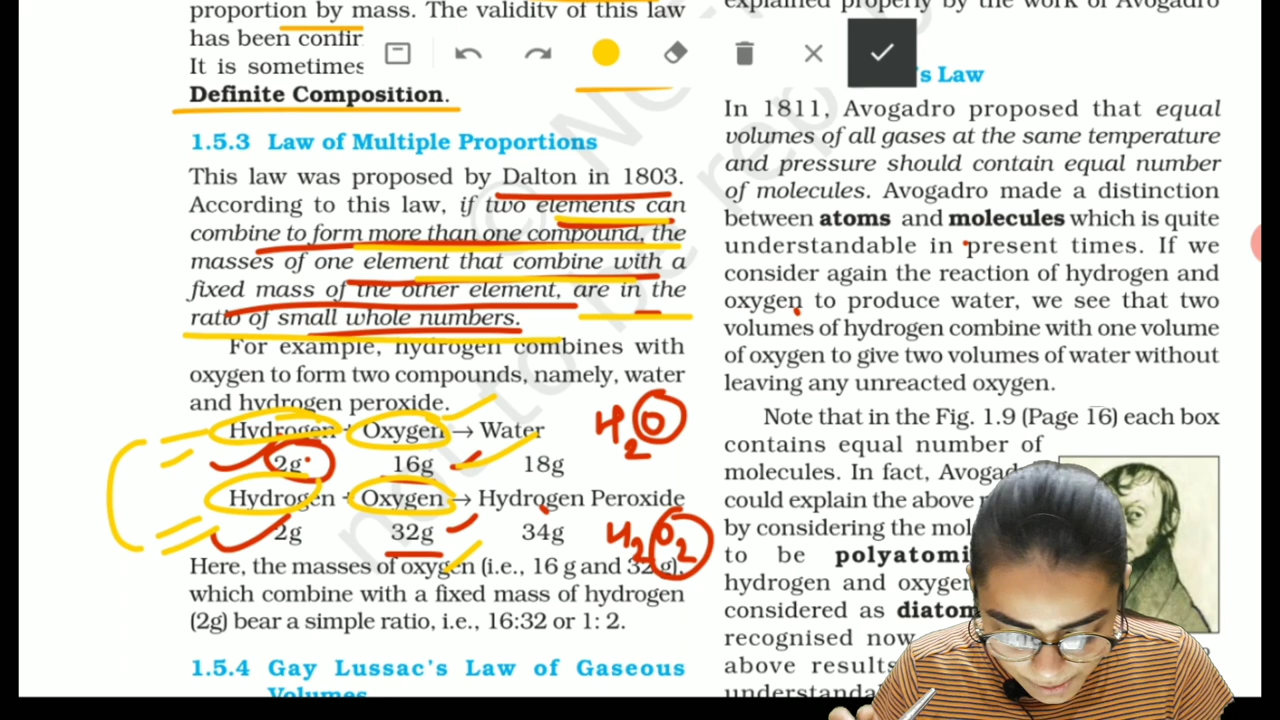 proportion by mass. The validity of this law
has been confir
It is sometimes
Definite Composition.
1.5.3 Law of Multiple Proportions
This law was proposed by Dalton in 1803.
According to this law, if two elements can
combine to form more than one compound, the
masses of one element that combine with a
fixed mass of the other element, are in the
ratio of small whole numbers.
For example, hydrogen combines with
oxygen to form two compounds, namely, water
and hydrogen peroxide.
Hydrogen + Oxygen → Water
2g 16g 18g
H2O
Hydrogen + Oxygen → Hydrogen Peroxide
2g 32g 34g
H2O2
Here, the masses of oxygen (i.e., 16 g and 32 g),
which combine with a fixed mass of hydrogen
(2g) bear a simple ratio, i.e., 16:32 or 1: 2.
1.5.4 Gay Lussac's Law of Gaseous
Volumes
explained properly by the work of Avogadro
's Law
In 1811, Avogadro proposed that equal
volumes of all gases at the same temperature
and pressure should contain equal number
of molecules. Avogadro made a distinction
between atoms and molecules which is quite
understandable in present times. If we
consider again the reaction of hydrogen and
oxygen to produce water, we see that two
volumes of hydrogen combine with one volume
of oxygen to give two volumes of water without
leaving any unreacted oxygen.
Note that in the Fig. 1.9 (Page 16) each box
contains equal number of
molecules. In fact, Avogad
could explain the above
by considering the mol
to be polyatomi
hydrogen and oxygen
considered as diatom
recognised now
above results
understanda